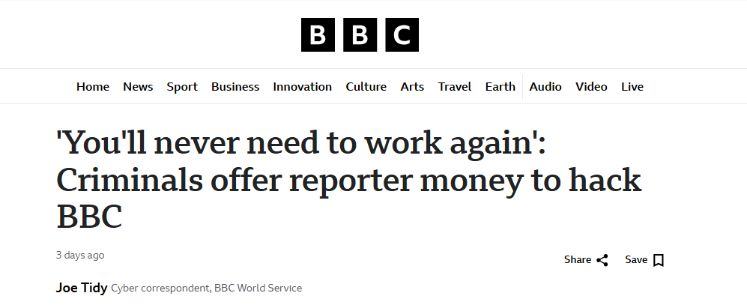 BBC
Home News Sport Business Innovation Culture Arts Travel Earth Audio Video Live
'You'll never need to work again':
Criminals offer reporter money to hack
BBC
3 days ago
Share Save
Joe Tidy Cyber correspondent, BBC World Service